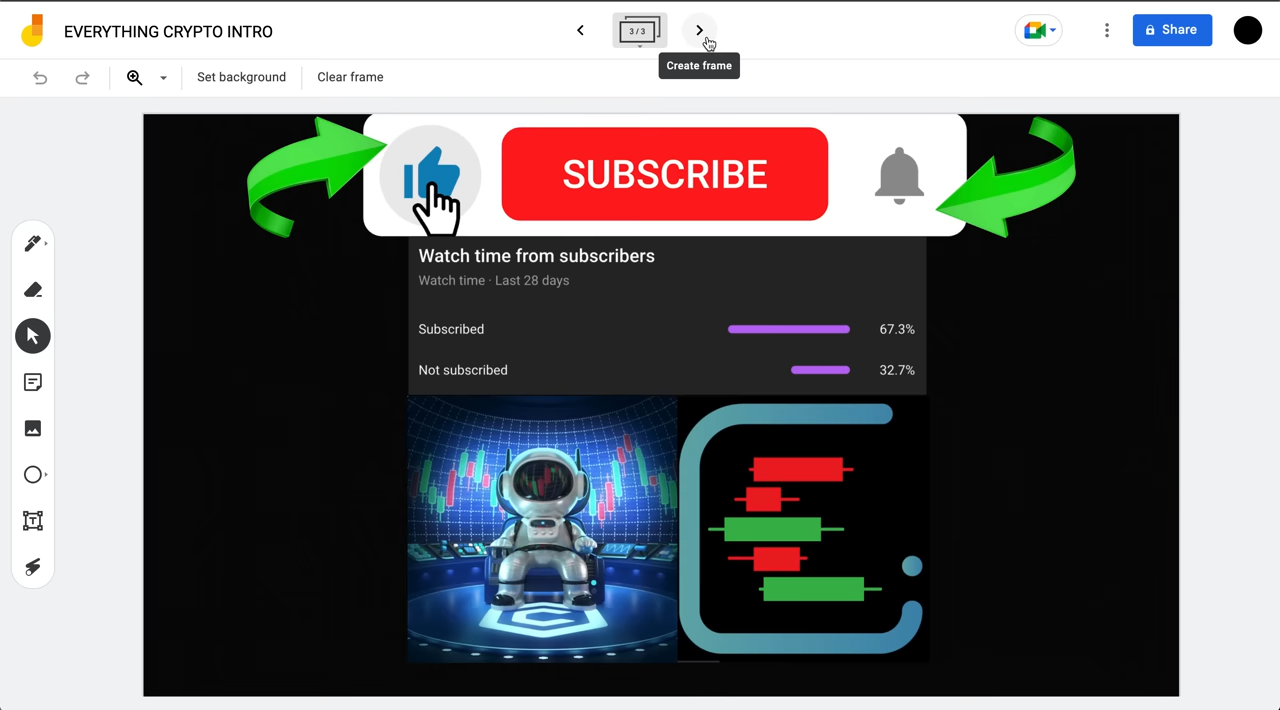 EVERYTHING CRYPTO INTRO
3 / 3
Share
Create frame
Set background
Clear frame
SUBSCRIBE
Watch time from subscribers
Watch time · Last 28 days
Subscribed 67.3%
Not subscribed 32.7%